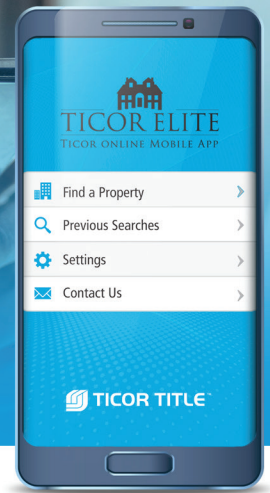 TICOR ELITE
TICOR ONLINE MOBILE APP
Find a Property
Previous Searches
Settings
Contact Us
TICOR TITLE